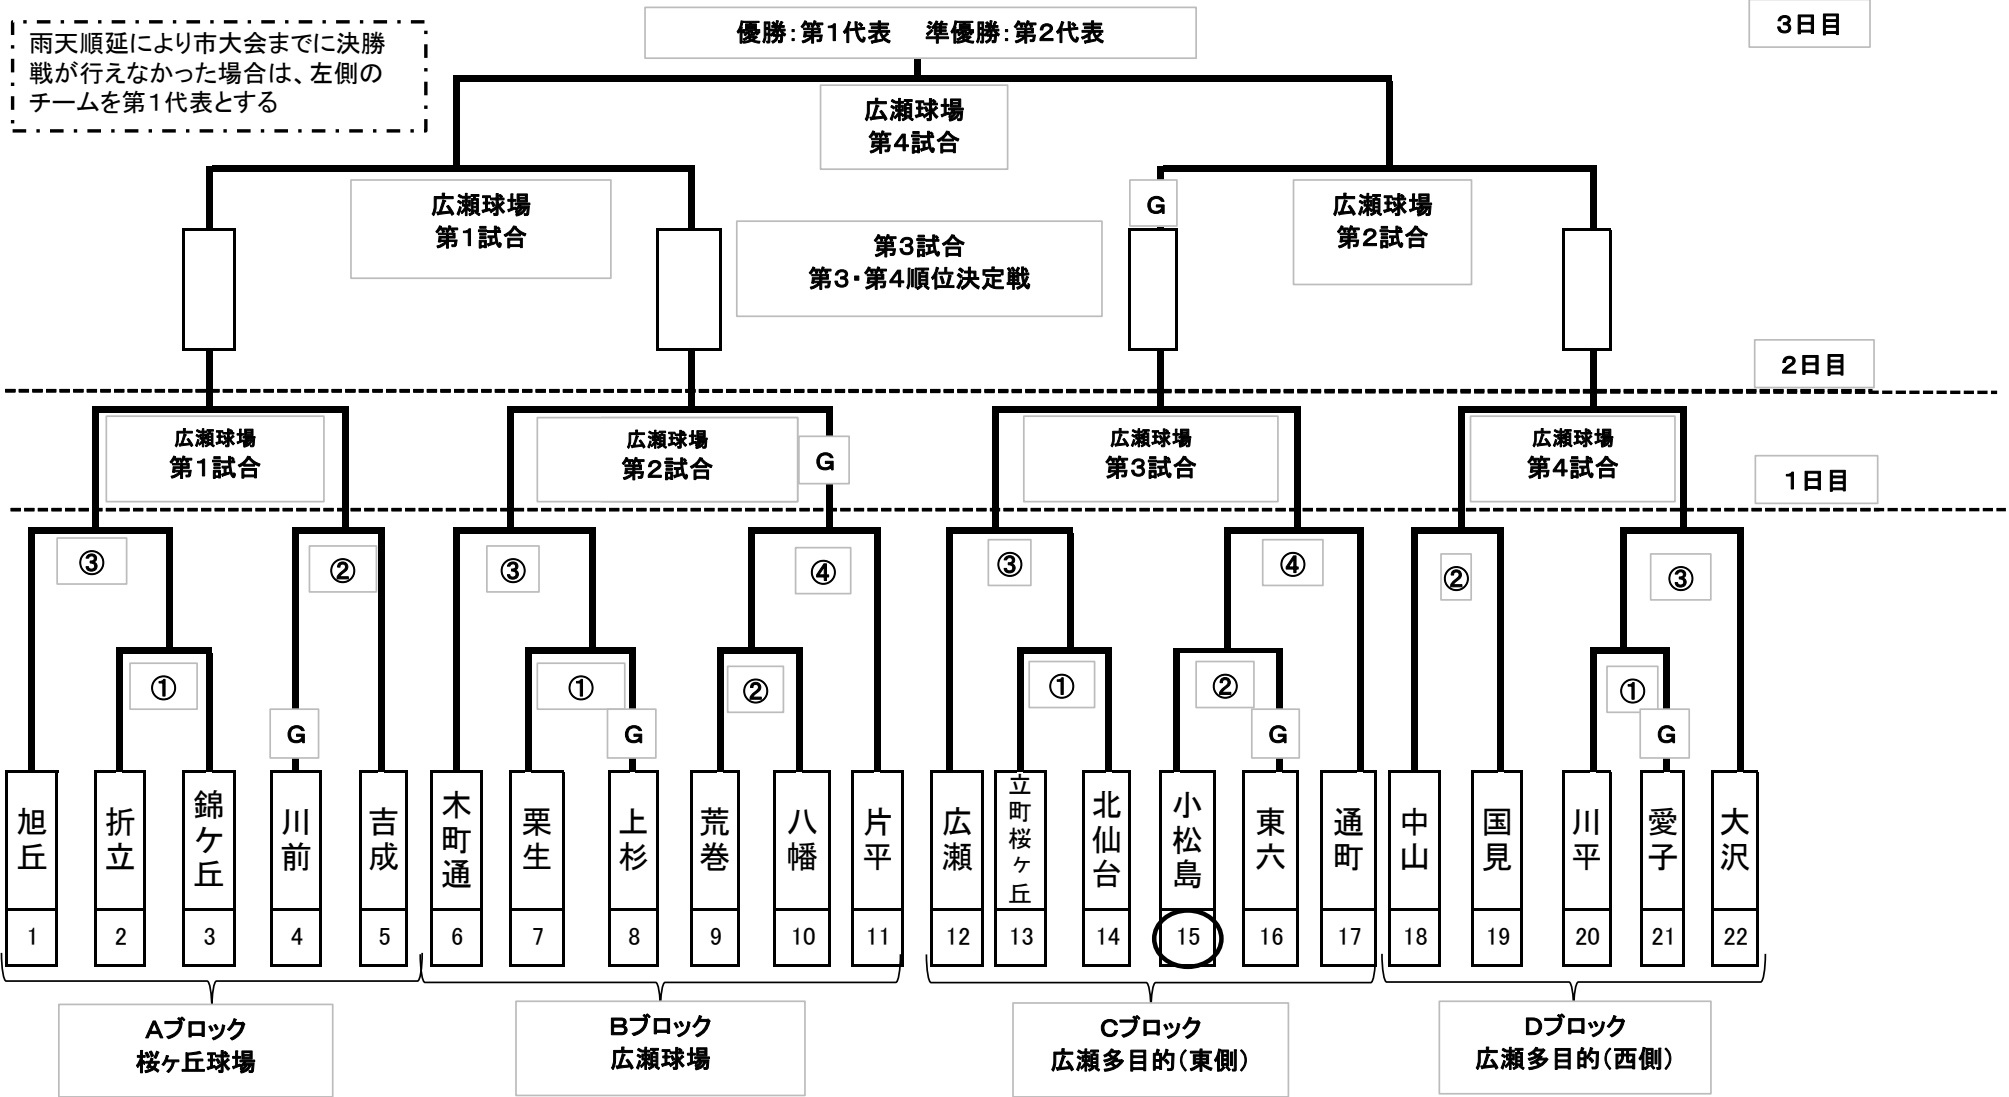 優勝：第１代表　準優勝：第２代表
３日目
雨天順延により市大会までに決勝
戦が行えなかった場合は、左側の
チームを第１代表とする
広瀬球場
第４試合
広瀬球場
第１試合
G
広瀬球場
第２試合
第３試合
第３・第４順位決定戦
２日目
広瀬球場
第１試合
広瀬球場
第２試合
G
広瀬球場
第３試合
広瀬球場
第４試合
１日目
③
②
③
④
③
④
②
③
①
①
②
①
②
①
G
G
G
G
旭丘
折立
錦ケ丘
川前
吉成
木町通
栗生
上杉
荒巻
八幡
片平
広瀬
立町桜ヶ丘
北仙台
小松島
東六
通町
中山
国見
川平
愛子
大沢
1
2
3
4
5
6
7
8
9
10
11
12
13
14
15
16
17
18
19
20
21
22
Aブロック
桜ヶ丘球場
Bブロック
広瀬球場
Cブロック
広瀬多目的（東側）
Dブロック
広瀬多目的（西側）